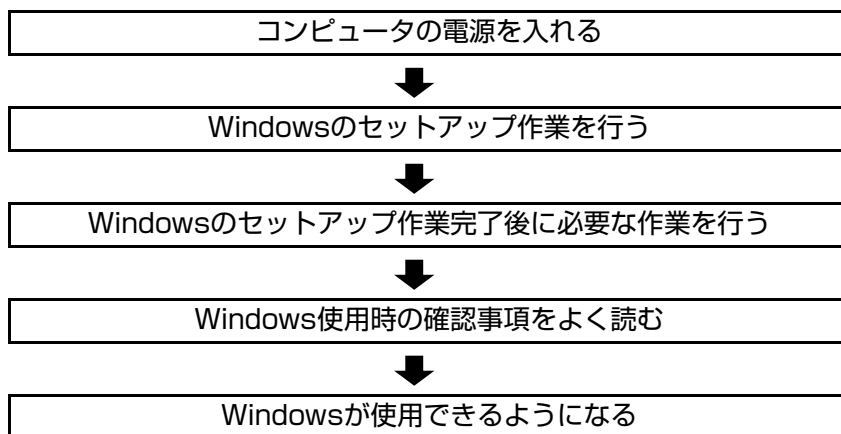 コンピュータの電源を入れる
Windowsのセットアップ作業を行う
Windowsのセットアップ作業完了後に必要な作業を行う
Windows使用時の確認事項をよく読む
Windowsが使用できるようになる